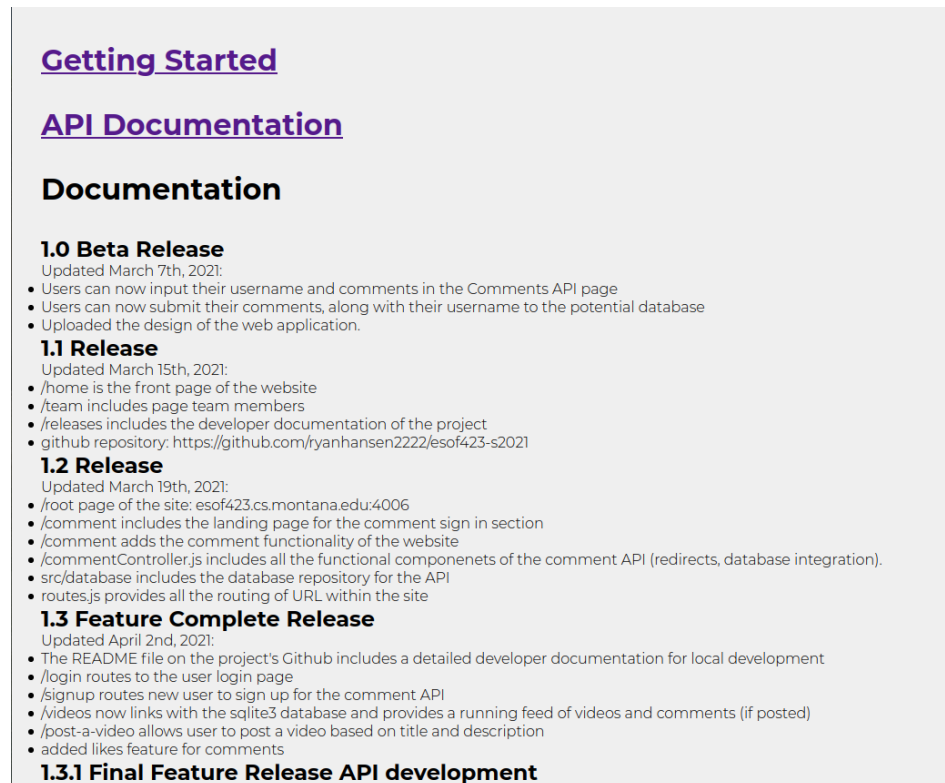 Getting Started
API Documentation
Documentation
1.0 Beta Release
Updated March 7th, 2021:
• Users can now input their username and comments in the Comments API page
• Users can now submit their comments, along with their username to the potential database
• Uploaded the design of the web application.
1.1 Release
Updated March 15th, 2021:
• /home is the front page of the website
• /team includes page team members
• /releases includes the developer documentation of the project
• github repository: https://github.com/ryanhansen2222/esof423-s2021
1.2 Release
Updated March 19th, 2021:
• /root page of the site: esof423.cs.montana.edu:4006
• /comment includes the landing page for the comment sign in section
• /comment adds the comment functionality of the website
• /commentController.js includes all the functional componenets of the comment API (redirects, database integration).
• src/database includes the database repository for the API
• routes.js provides all the routing of URL within the site
1.3 Feature Complete Release
Updated April 2nd, 2021:
• The README file on the project's Github includes a detailed developer documentation for local development
• /login routes to the user login page
• /signup routes new user to sign up for the comment API
• /videos now links with the sqlite3 database and provides a running feed of videos and comments (if posted)
• /post-a-video allows user to post a video based on title and description
• added likes feature for comments
1.3.1 Final Feature Release API development